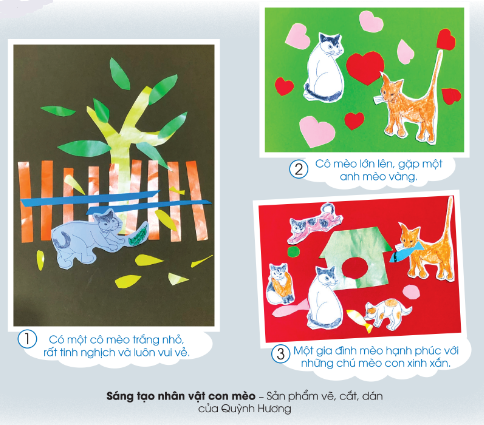 1 Có một cô mèo trắng nhỏ,
rất tinh nghịch và luôn vui vẻ.
2 Cô mèo lớn lên, gặp một
anh mèo vàng.
3 Một gia đình mèo hạnh phúc với
những chú mèo con xinh xắn.
Sáng tạo nhân vật con mèo – Sản phẩm vẽ, cắt, dán
của Quỳnh Hương